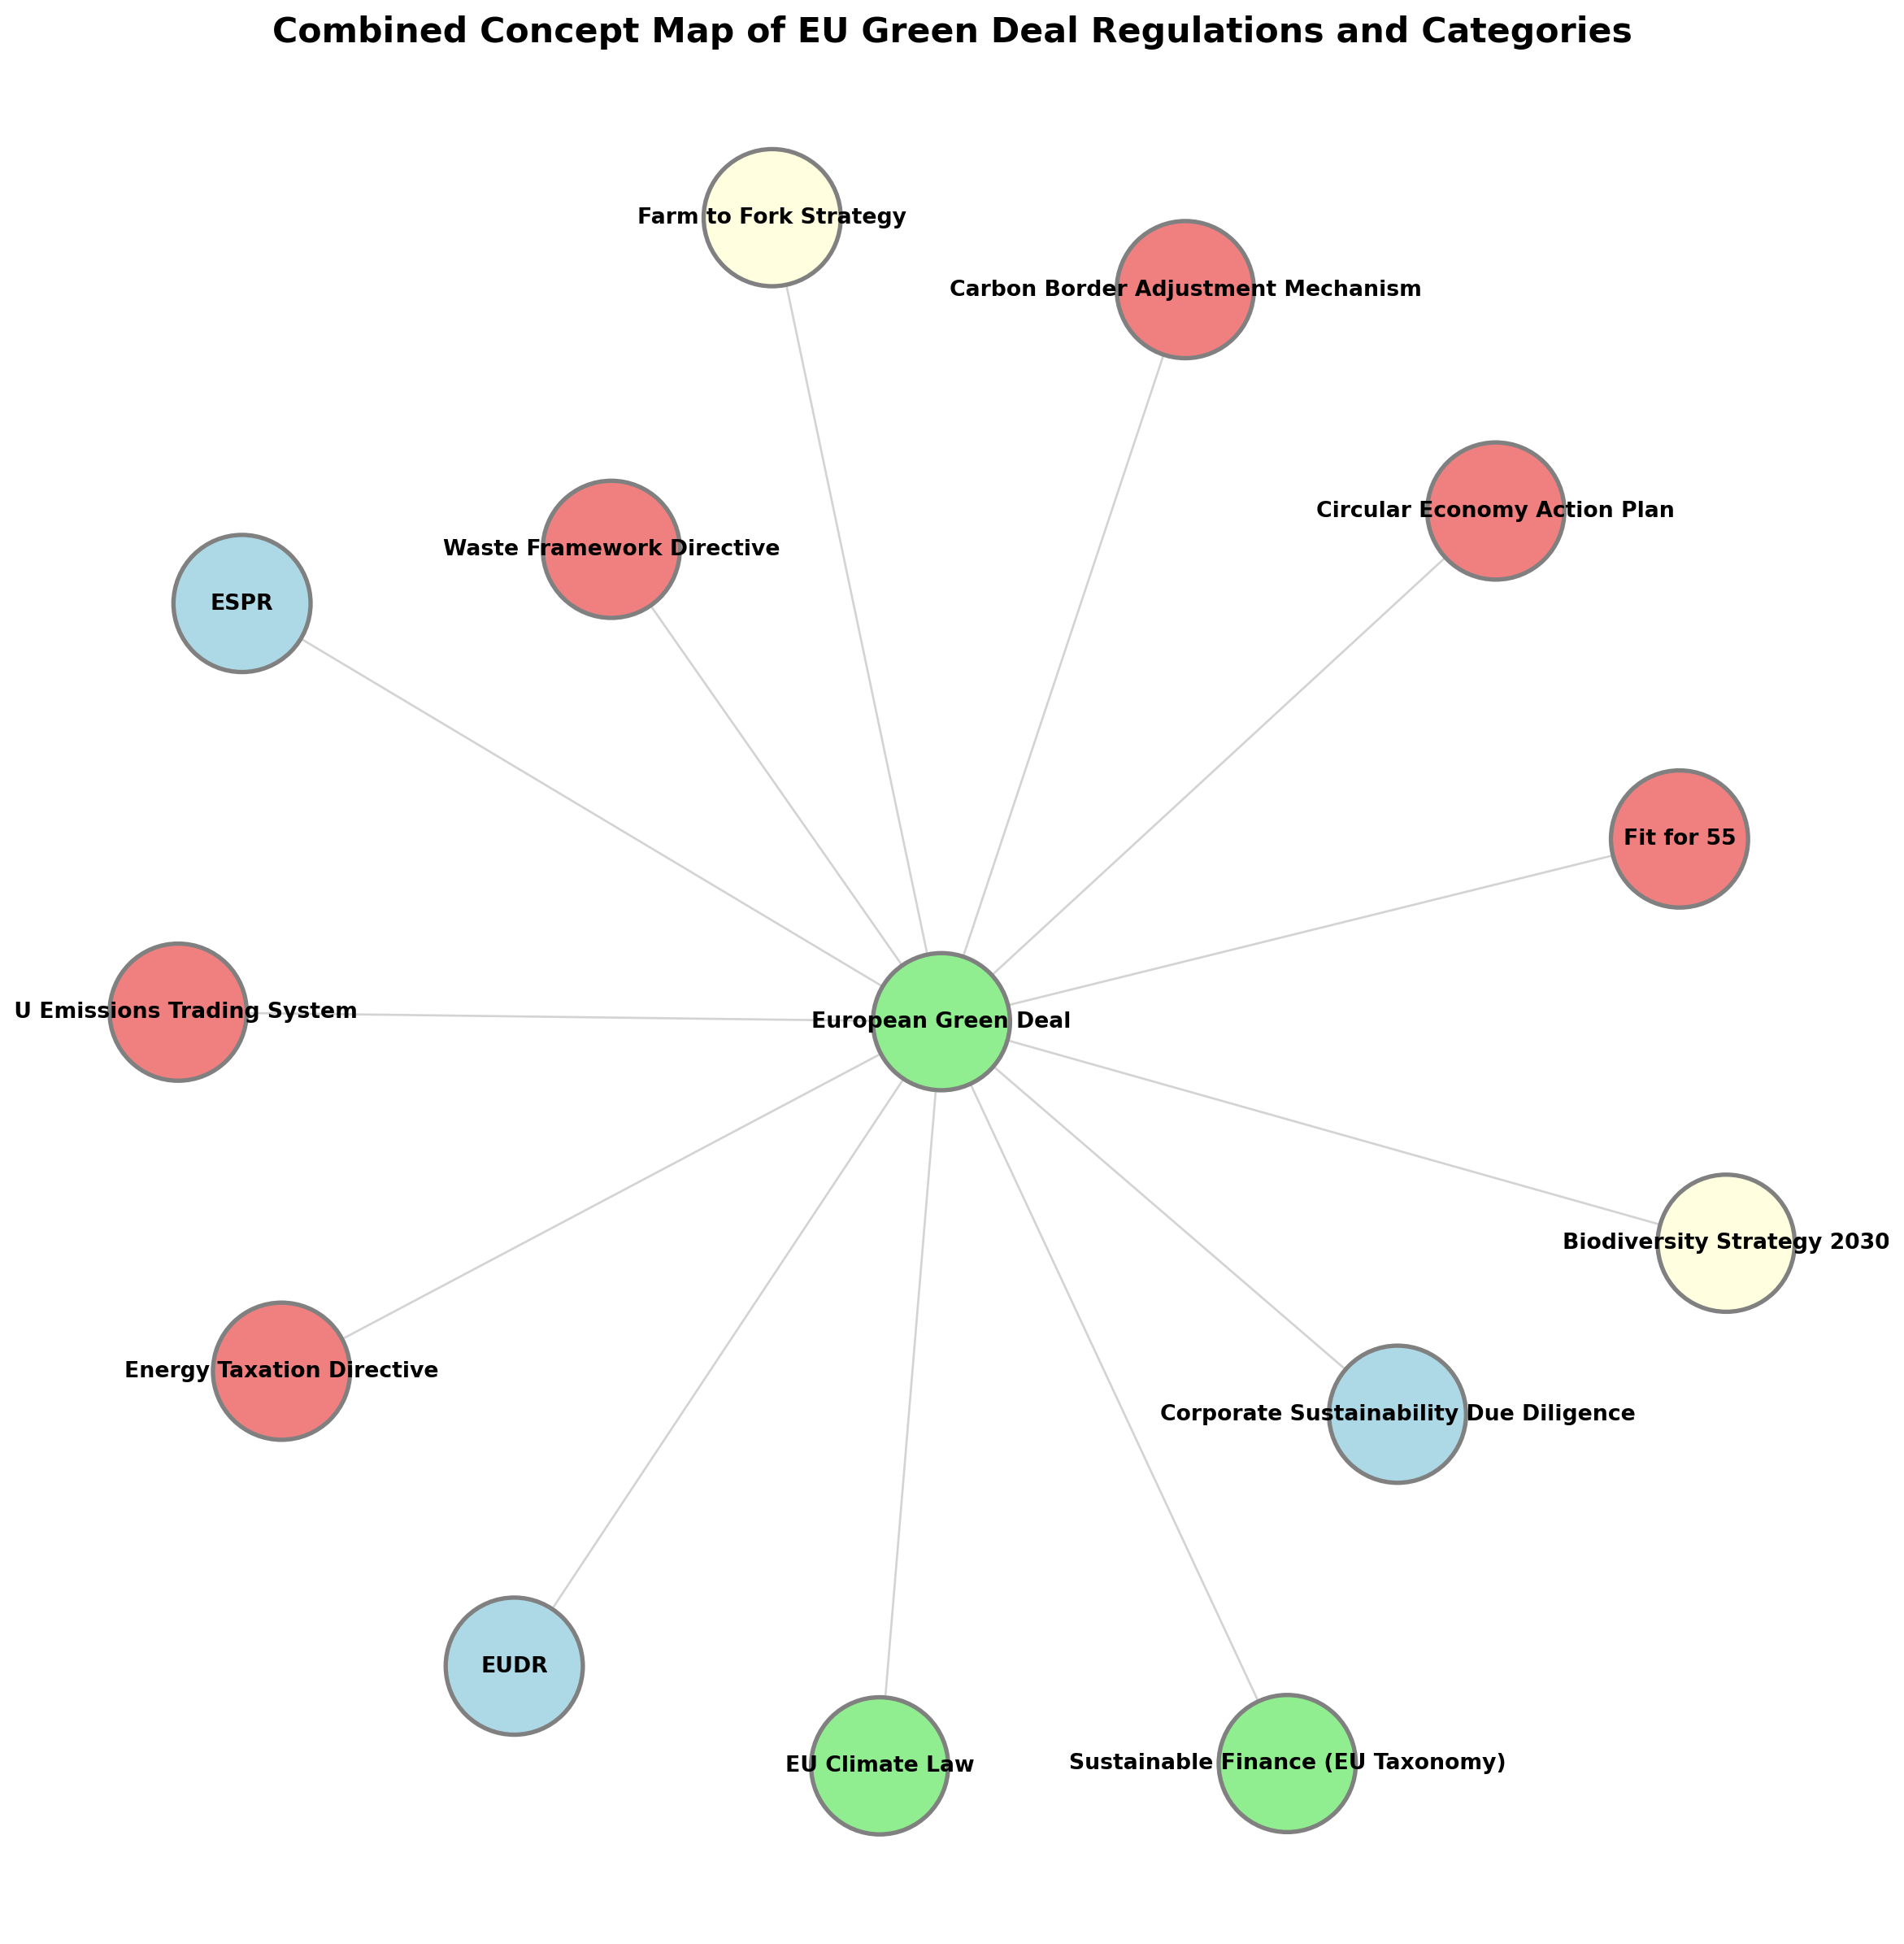 Combined Concept Map of EU Green Deal Regulations and Categories
Farm to Fork Strategy
Carbon Border Adjustment Mechanism
Circular Economy Action Plan
Waste Framework Directive
ESPR
Fit for 55
U Emissions Trading System
European Green Deal
Biodiversity Strategy 2030
Energy Taxation Directive
Corporate Sustainability Due Diligence
EUDR
EU Climate Law
Sustainable Finance (EU Taxonomy)